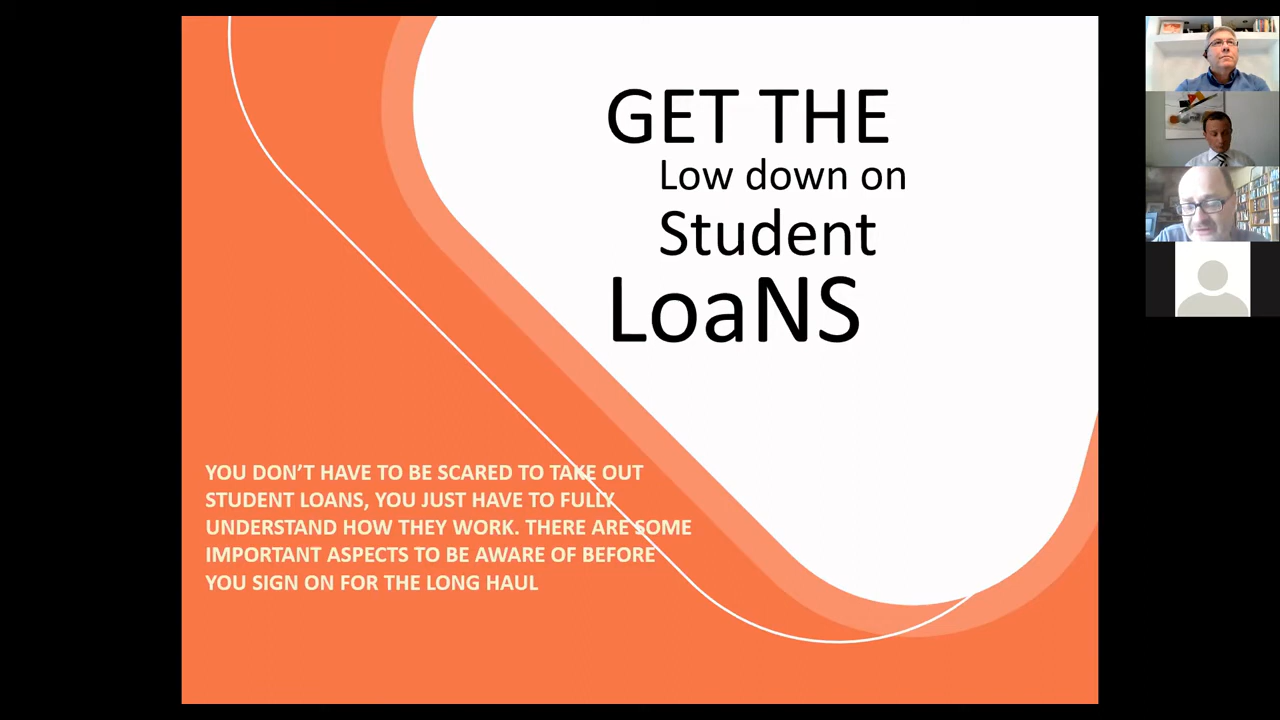 GET THE
Low down on
Student
LoaNS
YOU DON’T HAVE TO BE SCARED TO TAKE OUT
STUDENT LOANS, YOU JUST HAVE TO FULLY
UNDERSTAND HOW THEY WORK. THERE ARE SOME
IMPORTANT ASPECTS TO BE AWARE OF BEFORE
YOU SIGN ON FOR THE LONG HAUL